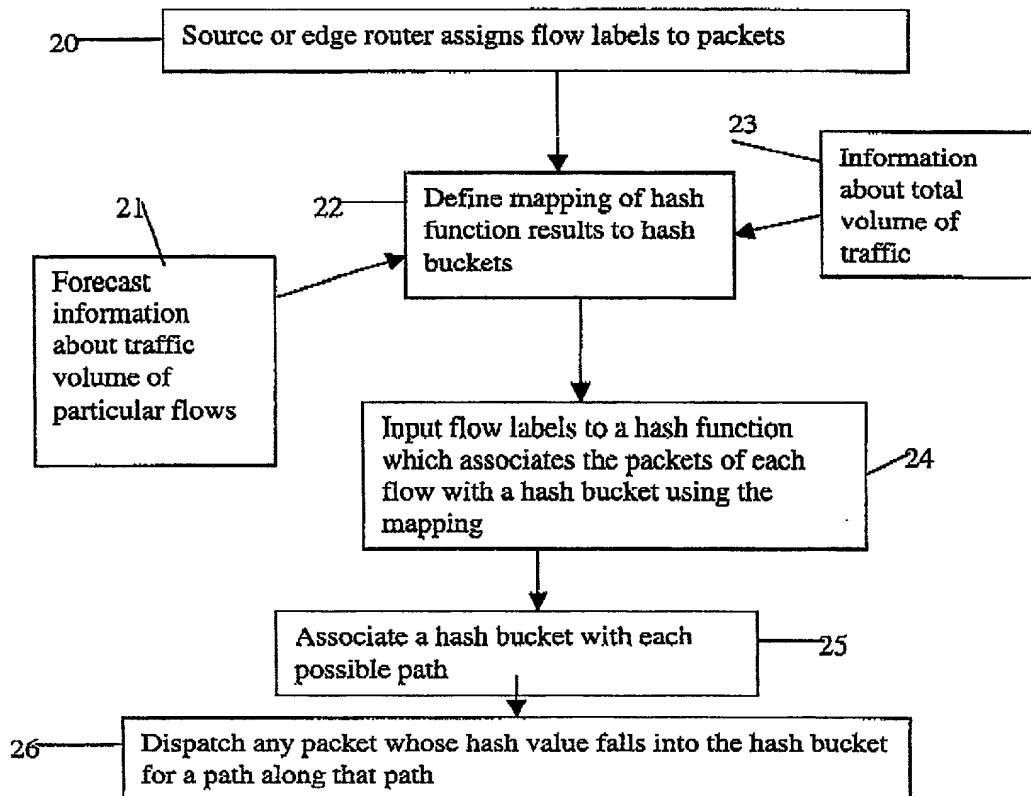 20
Source or edge router assigns flow labels to packets
23
Information
about total
volume of
traffic
22
Define mapping of hash
function results to hash
buckets
21
Forecast
information
about traffic
volume of
particular flows
Input flow labels to a hash function
which associates the packets of each
flow with a hash bucket using the
mapping
24
Associate a hash bucket with each
possible path
25
26
Dispatch any packet whose hash value falls into the hash bucket
for a path along that path